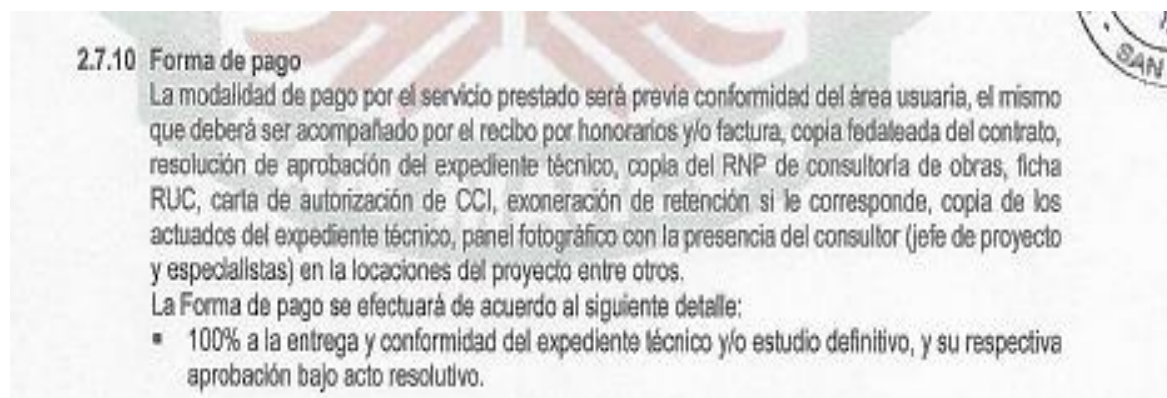 SAN
2.7.10 Forma de pago
La modalidad de pago por el servicio prestado será previa conformidad del área usuaria, el mismo
que deberá ser acompañado por el recibo por honorarios y/o factura, copia fedateada del contrato,
resolución de aprobación del expediente técnico, copia del RNP de consultoría de obras, ficha
RUC, carta de autorización de CCI, exoneración de retención si le corresponde, copia de los
actuados del expediente técnico, panel fotográfico con la presencia del consultor (jefe de proyecto
y especialistas) en la locaciones del proyecto entre otros.
La Forma de pago se efectuará de acuerdo al siguiente detalle:
▪ 100% a la entrega y conformidad del expediente técnico y/o estudio definitivo, y su respectiva
aprobación bajo acto resolutivo.